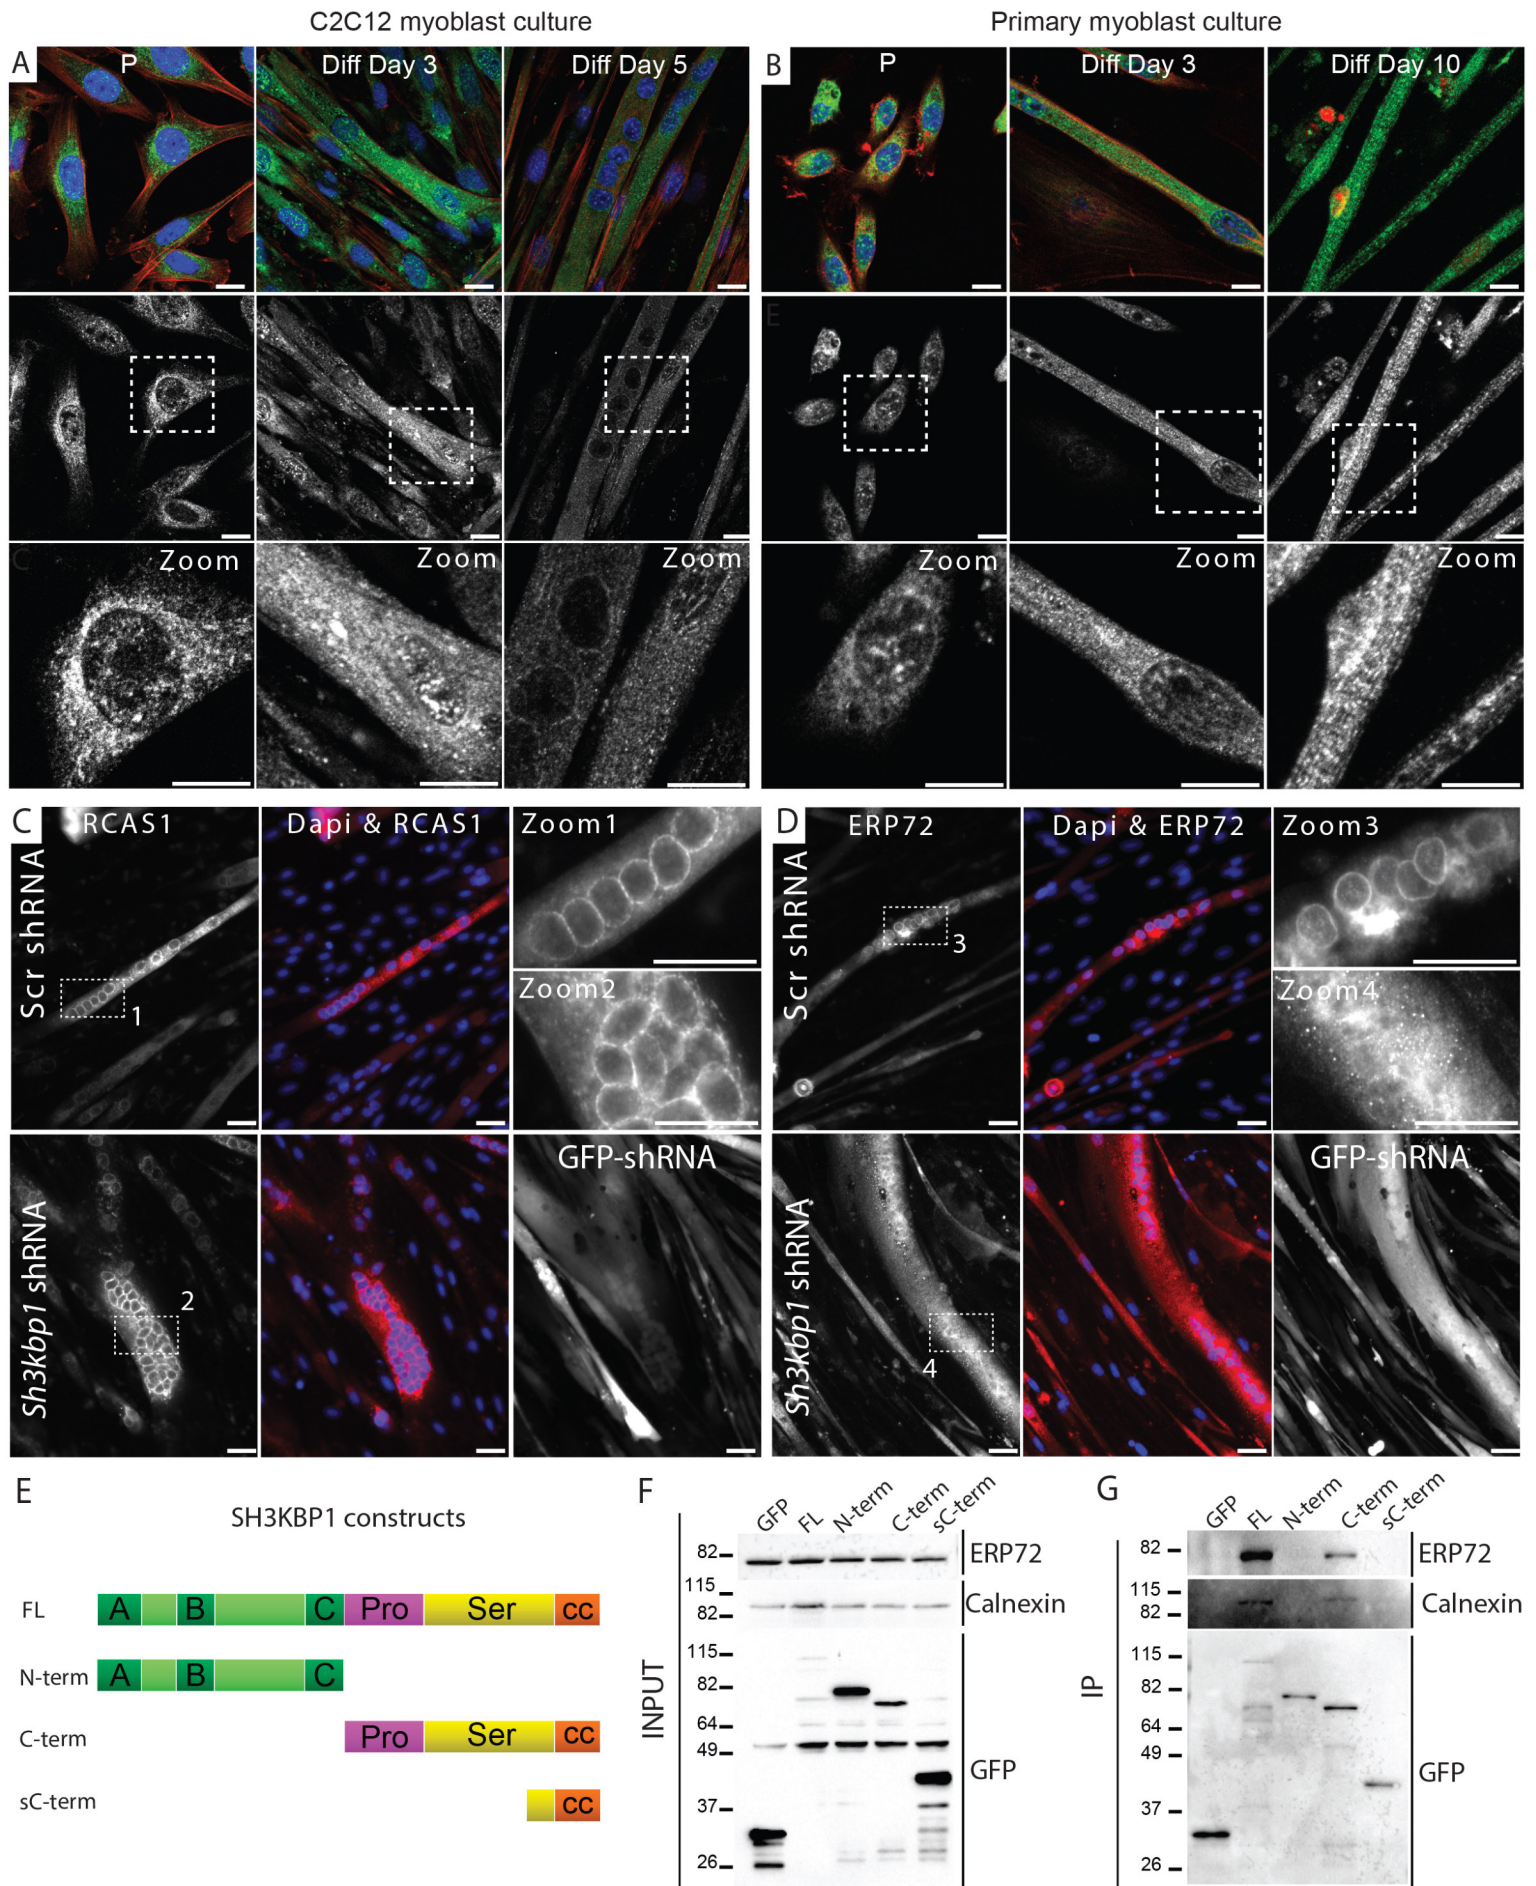 C2C12 myoblast culture
Primary myoblast culture
A
P
Diff Day 3
Diff Day 5
B
P
Diff Day 3
Diff Day 10
E
C
Zoom
Zoom
Zoom
Zoom
Zoom
Zoom
C
RCAS1
Dapi & RCAS1
Zoom1
D
ERP72
Dapi & ERP72
Zoom3
Scr shRNA
1
Zoom2
Scr shRNA
3
Zoom4
Sh3kbp1 shRNA
2
GFP-shRNA
Sh3kbp1 shRNA
4
GFP-shRNA
E
SH3KBP1 constructs
FL
A B C Pro Ser cc
N-term
A B C
C-term
Pro Ser cc
sC-term
cc
F
GFP FL N-term C-term sC-term
INPUT
82
ERP72
115
82
Calnexin
115
82
64
49
37
26
GFP
G
GFP FL N-term C-term sC-term
IP
82
ERP72
115
82
Calnexin
115
82
64
49
37
26
GFP